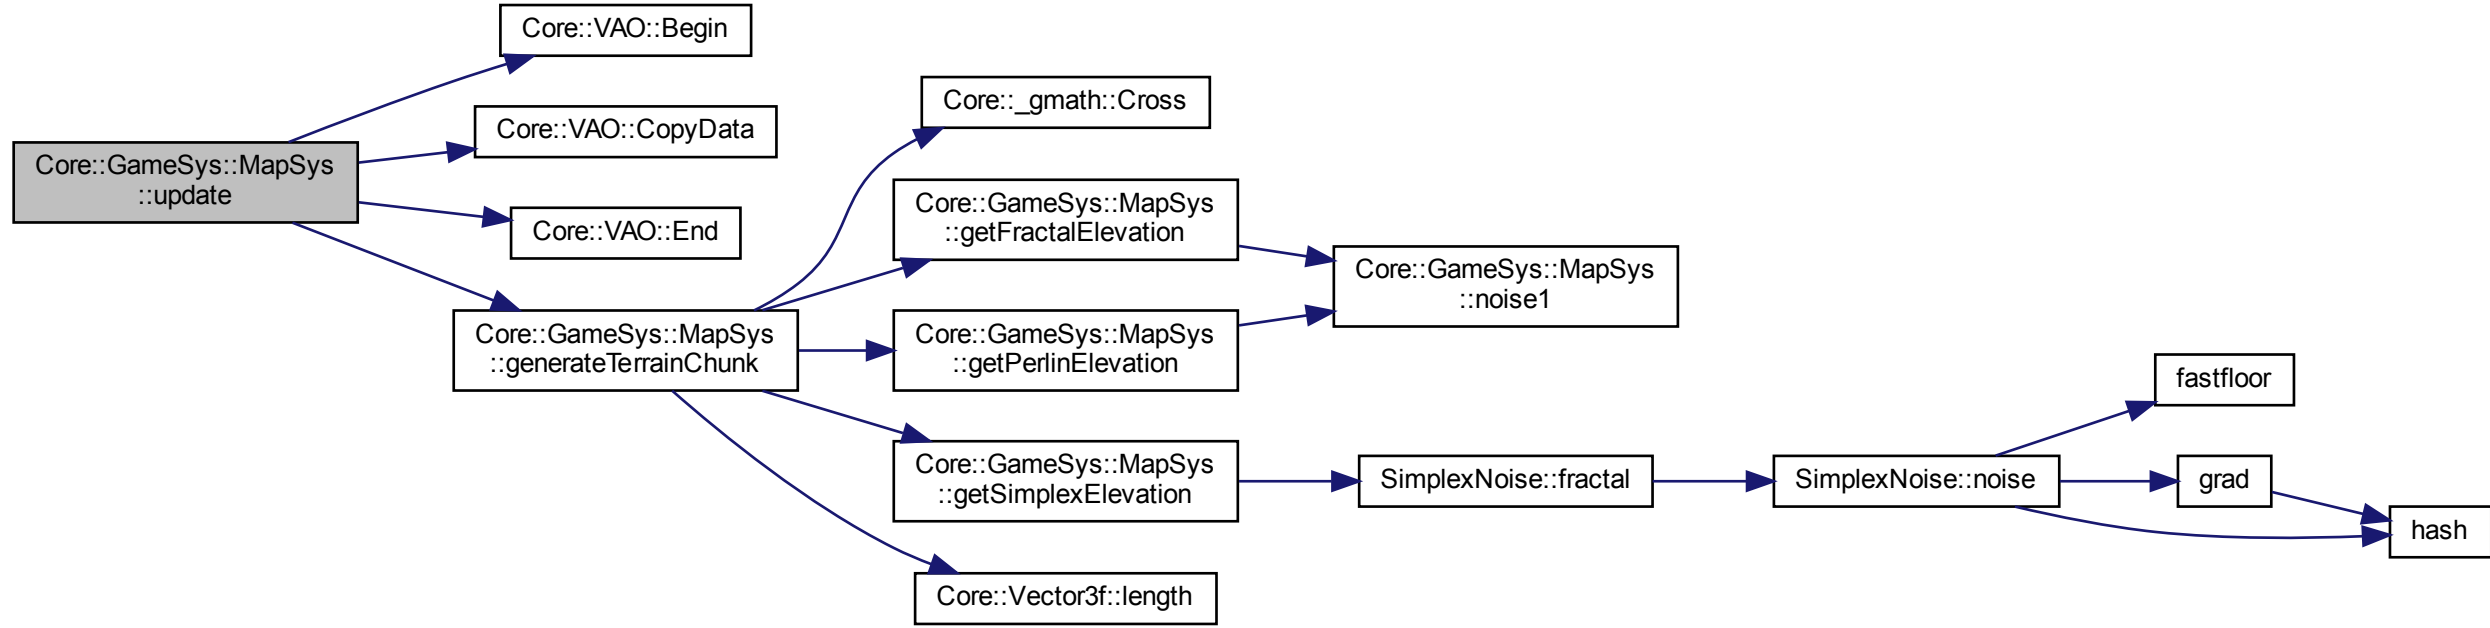 Core::VAO::Begin
Core::_gmath::Cross
Core::VAO::CopyData
Core::GameSys::MapSys
::update
Core::GameSys::MapSys
::getFractalElevation
Core::VAO::End
Core::GameSys::MapSys
::noise1
Core::GameSys::MapSys
::generateTerrainChunk
Core::GameSys::MapSys
::getPerlinElevation
fastfloor
Core::GameSys::MapSys
::getSimplexElevation
SimplexNoise::fractal
SimplexNoise::noise
grad
hash
Core::Vector3f::length